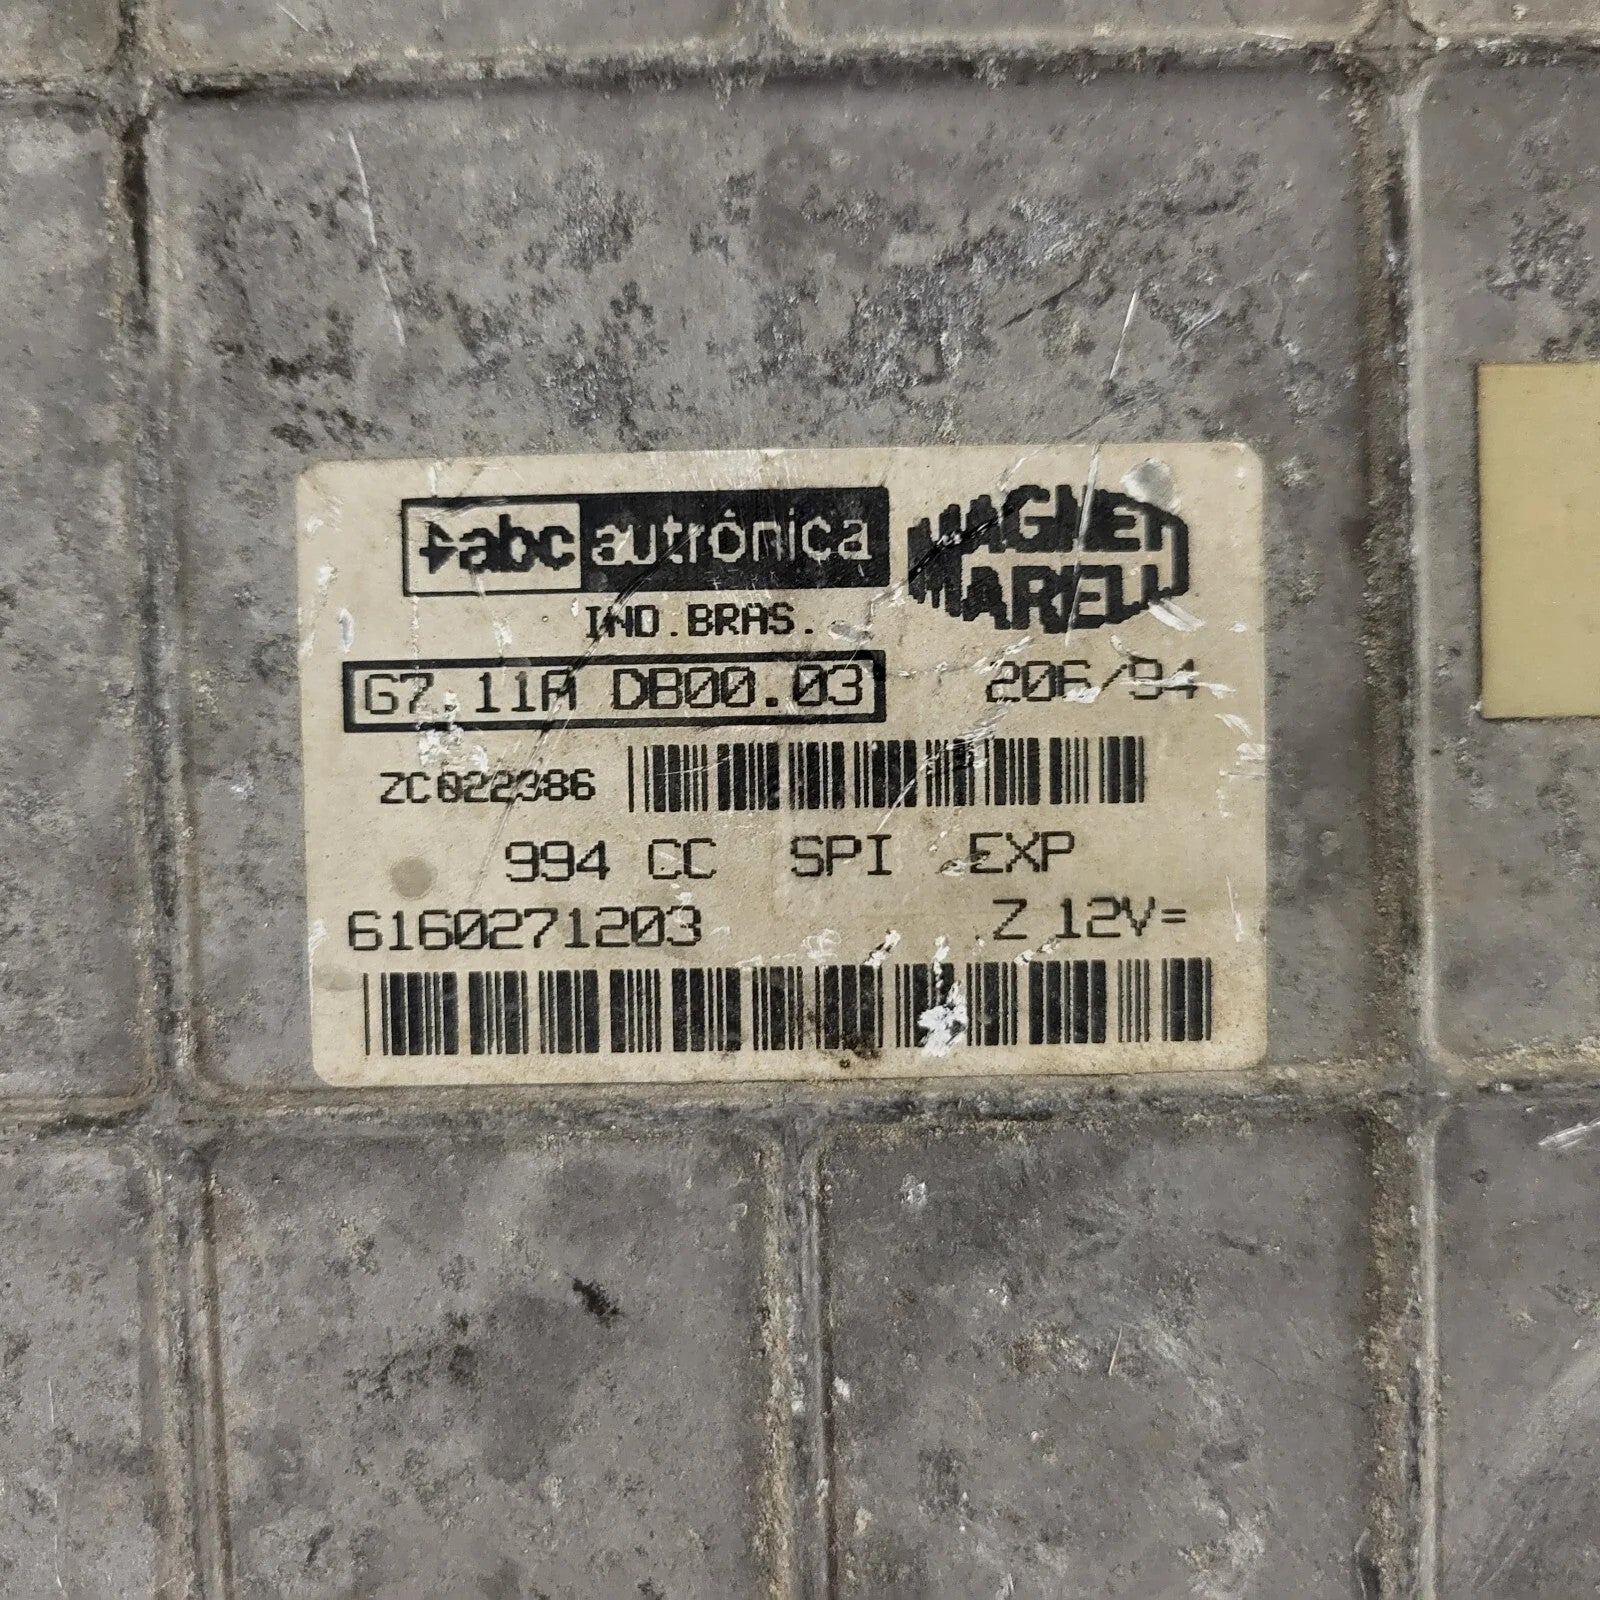 abc autrônica
MAGNETI MARELLI
IND.BRAS.
G7.11A DB00.03 206/94
ZC022386
994 CC SPI EXP
6160271203 Z 12V=